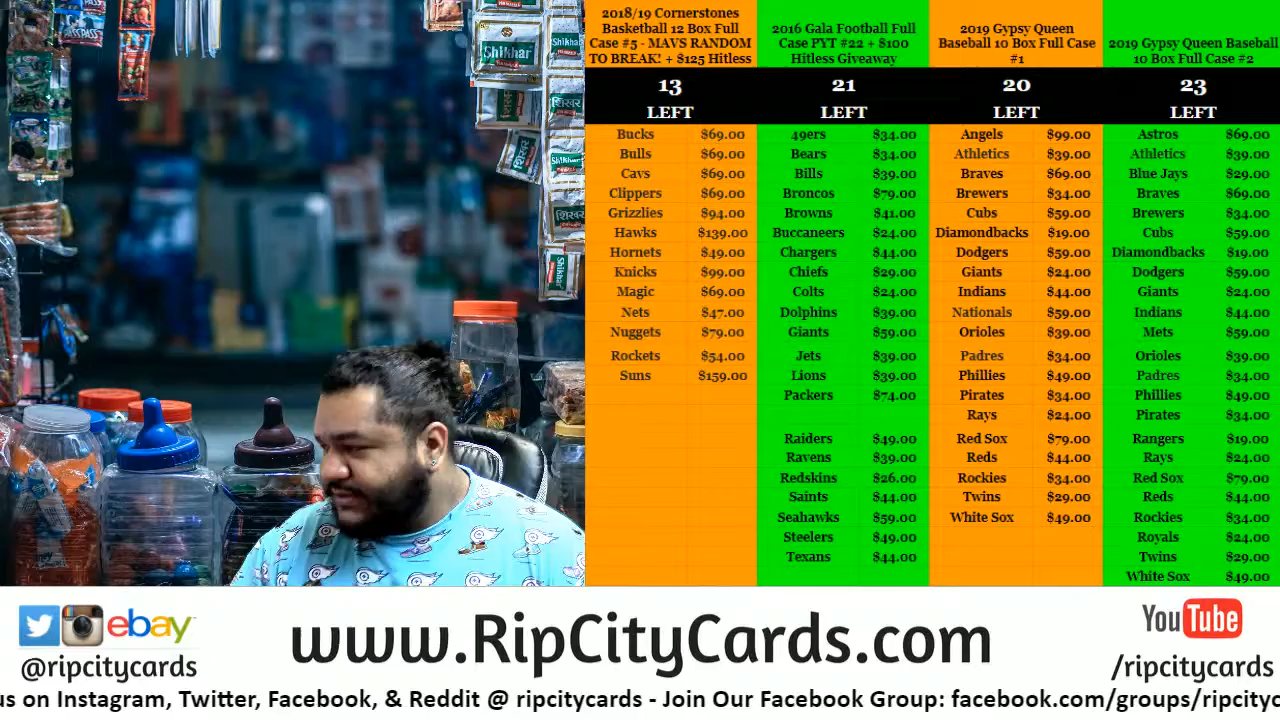 PASS PASS
Shikhar
Shikhar
शिखर
Shikhar
शिखर
Shikhar
2018/19 Cornerstones
Basketball 12 Box Full
Case #5 - MAVS RANDOM
TO BREAK! + $125 Hitless
13
LEFT
Bucks $69.00
Bulls $69.00
Cavs $69.00
Clippers $69.00
Grizzlies $94.00
Hawks $139.00
Hornets $49.00
Knicks $99.00
Magic $69.00
Nets $47.00
Nuggets $79.00
Rockets $54.00
Suns $159.00
2016 Gala Football Full
Case PYT #22 + $100
Hitless Giveaway
21
LEFT
49ers $34.00
Bears $34.00
Bills $39.00
Broncos $79.00
Browns $41.00
Buccaneers $24.00
Chargers $44.00
Chiefs $29.00
Colts $24.00
Dolphins $39.00
Giants $59.00
Jets $39.00
Lions $39.00
Packers $74.00
Raiders $49.00
Ravens $39.00
Redskins $26.00
Saints $44.00
Seahawks $59.00
Steelers $49.00
Texans $44.00
2019 Gypsy Queen
Baseball 10 Box Full Case
#1
20
LEFT
Angels $99.00
Athletics $39.00
Braves $69.00
Brewers $34.00
Cubs $59.00
Diamondbacks $19.00
Dodgers $59.00
Giants $24.00
Indians $44.00
Nationals $59.00
Orioles $39.00
Padres $34.00
Phillies $49.00
Pirates $34.00
Rays $24.00
Red Sox $79.00
Reds $44.00
Rockies $34.00
Twins $29.00
White Sox $49.00
2019 Gypsy Queen Baseball
10 Box Full Case #2
23
LEFT
Astros $69.00
Athletics $39.00
Blue Jays $29.00
Braves $69.00
Brewers $34.00
Cubs $59.00
Diamondbacks $19.00
Dodgers $59.00
Giants $24.00
Indians $44.00
Mets $59.00
Orioles $39.00
Padres $34.00
Phillies $49.00
Pirates $34.00
Rangers $19.00
Rays $24.00
Red Sox $79.00
Reds $44.00
Rockies $34.00
Royals $24.00
Twins $29.00
White Sox $49.00
ebay
@ripcitycards
www.RipCityCards.com
YouTube
/ripcitycards
us on Instagram, Twitter, Facebook, & Reddit @ ripcitycards - Join Our Facebook Group: facebook.com/groups/ripcityc